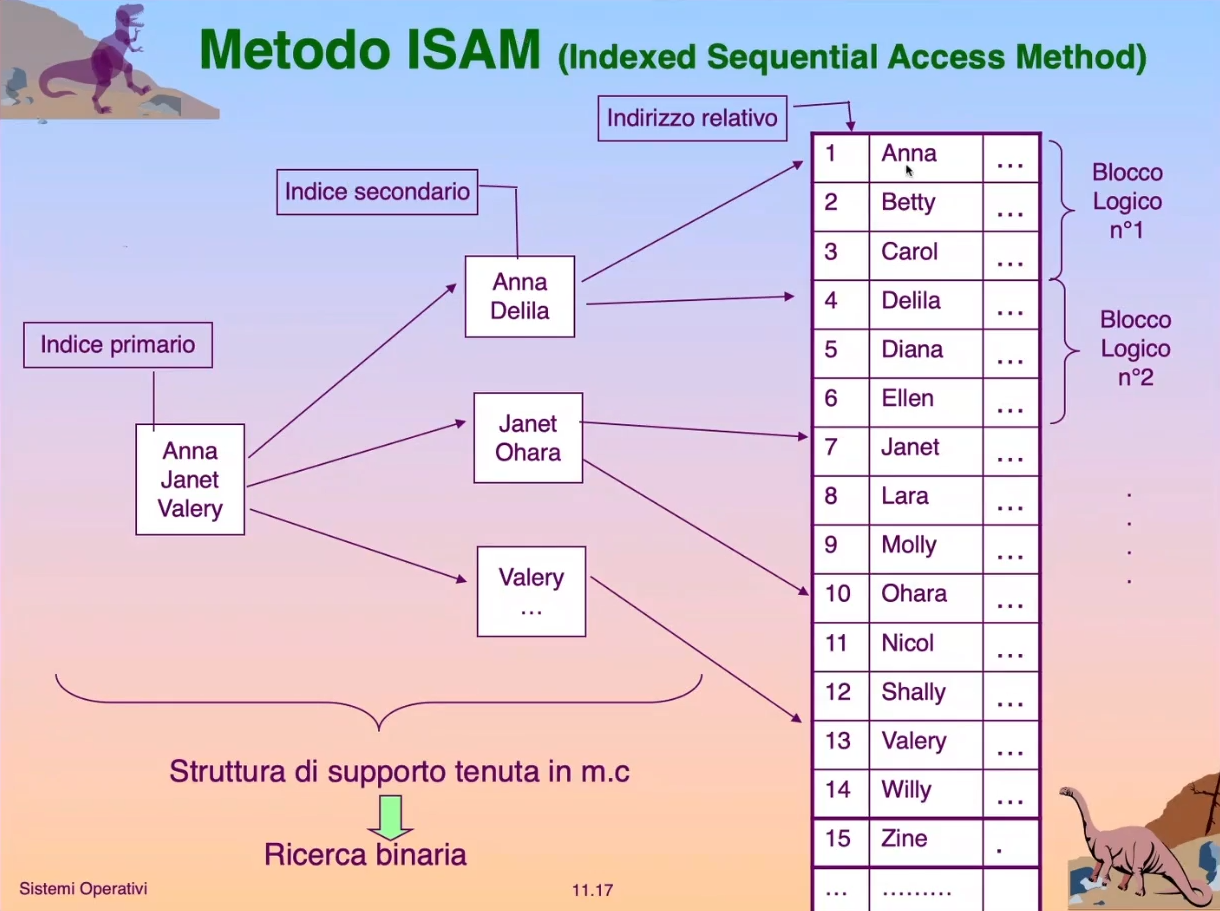 Metodo ISAM (Indexed Sequential Access Method)
Indirizzo relativo
Indice secondario
Indice primario
Anna
Janet
Valery
Anna
Delila
Janet
Ohara
Valery
...
1 Anna ...
2 Betty ...
3 Carol ...
4 Delila ...
5 Diana ...
6 Ellen ...
7 Janet ...
8 Lara ...
9 Molly ...
10 Ohara ...
11 Nicol ...
12 Shally ...
13 Valery ...
14 Willy ...
15 Zine .
... .........
Blocco
Logico
n°1
Blocco
Logico
n°2
.
.
.
.
Struttura di supporto tenuta in m.c
Ricerca binaria
Sistemi Operativi
11.17